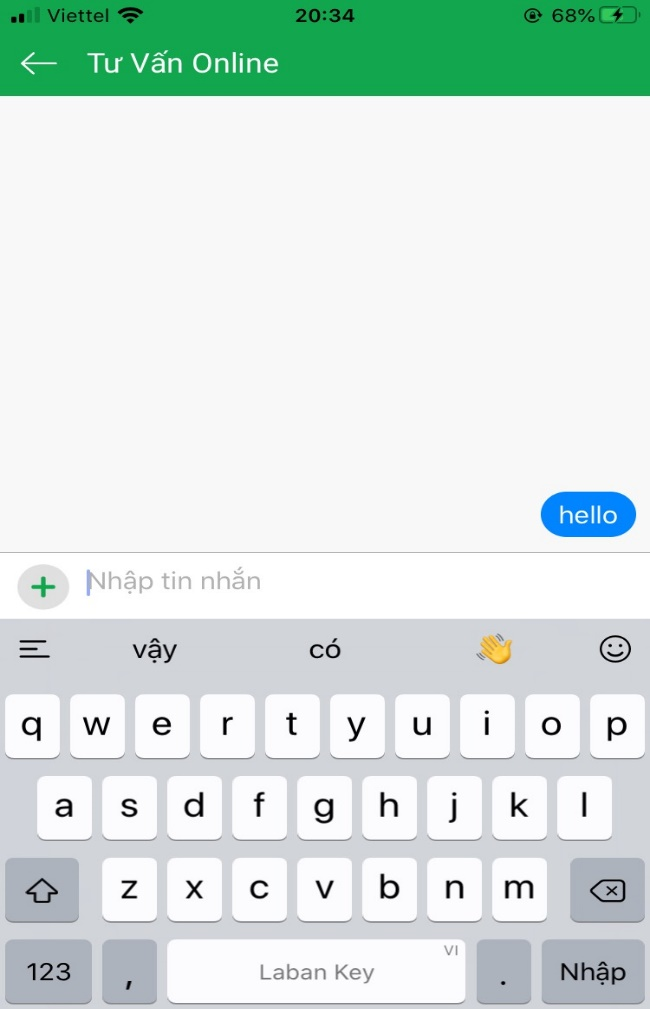 Viettel 20:34 68%
Tư Vấn Online
hello
Nhập tin nhắn
vậy có
q w e r t y u i o p
a s d f g h j k l
z x c v b n m
123 , Laban Key VI . Nhập